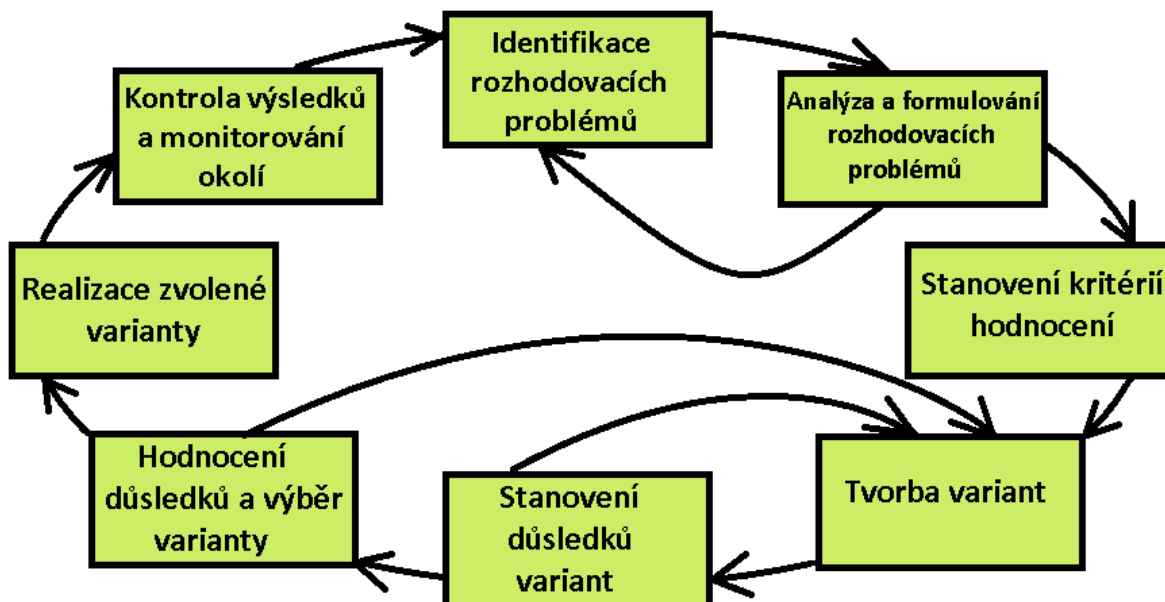 Identifikace
rozhodovacích
problémů
Analýza a formulování
rozhodovacích
problémů
Stanovení kritérií
hodnocení
Tvorba variant
Stanovení
důsledků
variant
Hodnocení
důsledků a výběr
varianty
Realizace zvolené
varianty
Kontrola výsledků
a monitorování
okolí